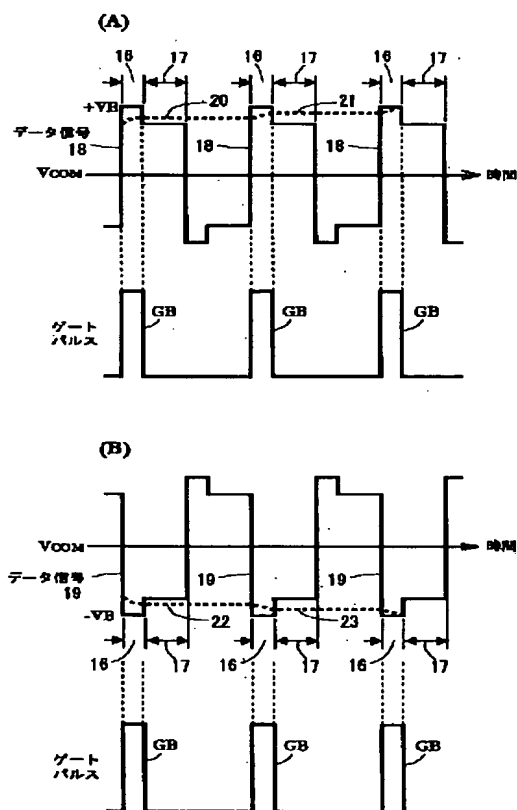 (A)
16 17 16 17 16 17
+VB 20 21
データ信号
18 18 18
VCOM 時間
ゲート
パルス
GB GB GB
(B)
VCOM 時間
データ信号
19 19 19
-VB 22 23
16 17 16 17 16 17
ゲート
パルス
GB GB GB